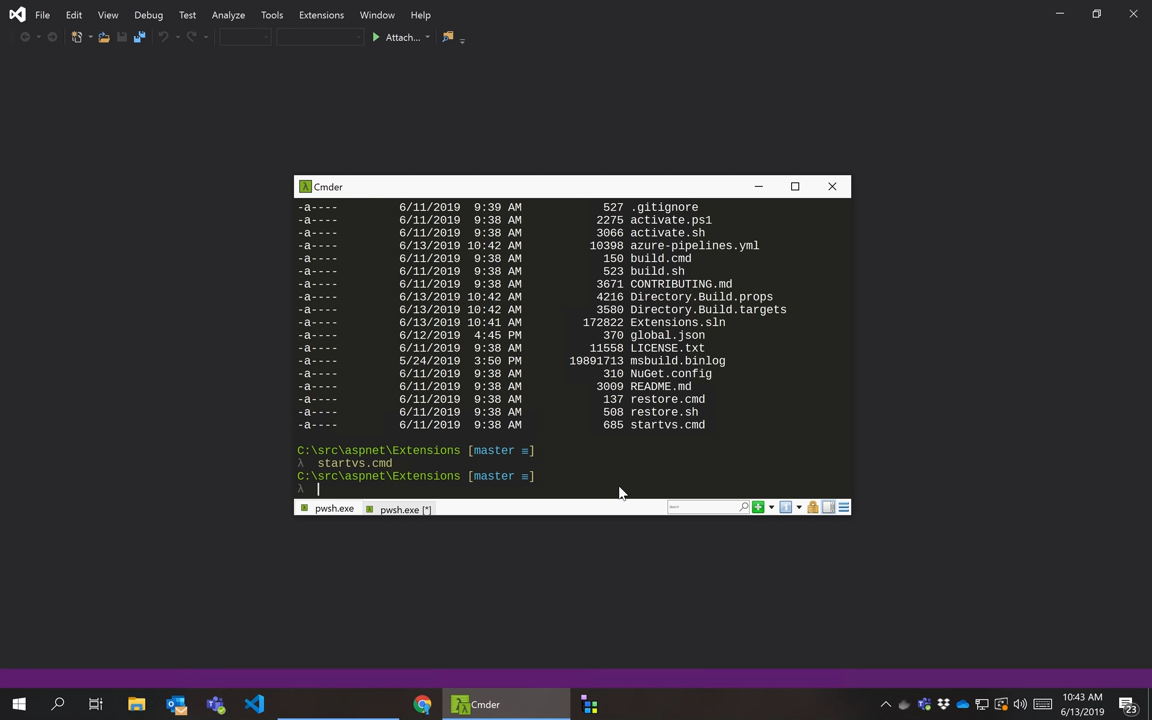 File Edit View Debug Test Analyze Tools Extensions Window Help
Attach...
Cmder
-a---- 6/11/2019 9:39 AM 527 .gitignore
-a---- 6/11/2019 9:38 AM 2275 activate.ps1
-a---- 6/11/2019 9:38 AM 3066 activate.sh
-a---- 6/13/2019 10:42 AM 10398 azure-pipelines.yml
-a---- 6/11/2019 9:38 AM 150 build.cmd
-a---- 6/11/2019 9:38 AM 523 build.sh
-a---- 6/11/2019 9:38 AM 3671 CONTRIBUTING.md
-a---- 6/13/2019 10:42 AM 4216 Directory.Build.props
-a---- 6/13/2019 10:42 AM 3580 Directory.Build.targets
-a---- 6/13/2019 10:41 AM 172822 Extensions.sln
-a---- 6/12/2019 4:45 PM 370 global.json
-a---- 6/11/2019 9:38 AM 11558 LICENSE.txt
-a---- 5/24/2019 3:50 PM 19891713 msbuild.binlog
-a---- 6/11/2019 9:38 AM 310 NuGet.config
-a---- 6/11/2019 9:38 AM 3009 README.md
-a---- 6/11/2019 9:38 AM 137 restore.cmd
-a---- 6/11/2019 9:38 AM 508 restore.sh
-a---- 6/11/2019 9:38 AM 685 startvs.cmd
C:\src\aspnet\Extensions [master ≡]
λ startvs.cmd
C:\src\aspnet\Extensions [master ≡]
λ
pwsh.exe pwsh.exe [*]
Cmder
10:43 AM
6/13/2019
23